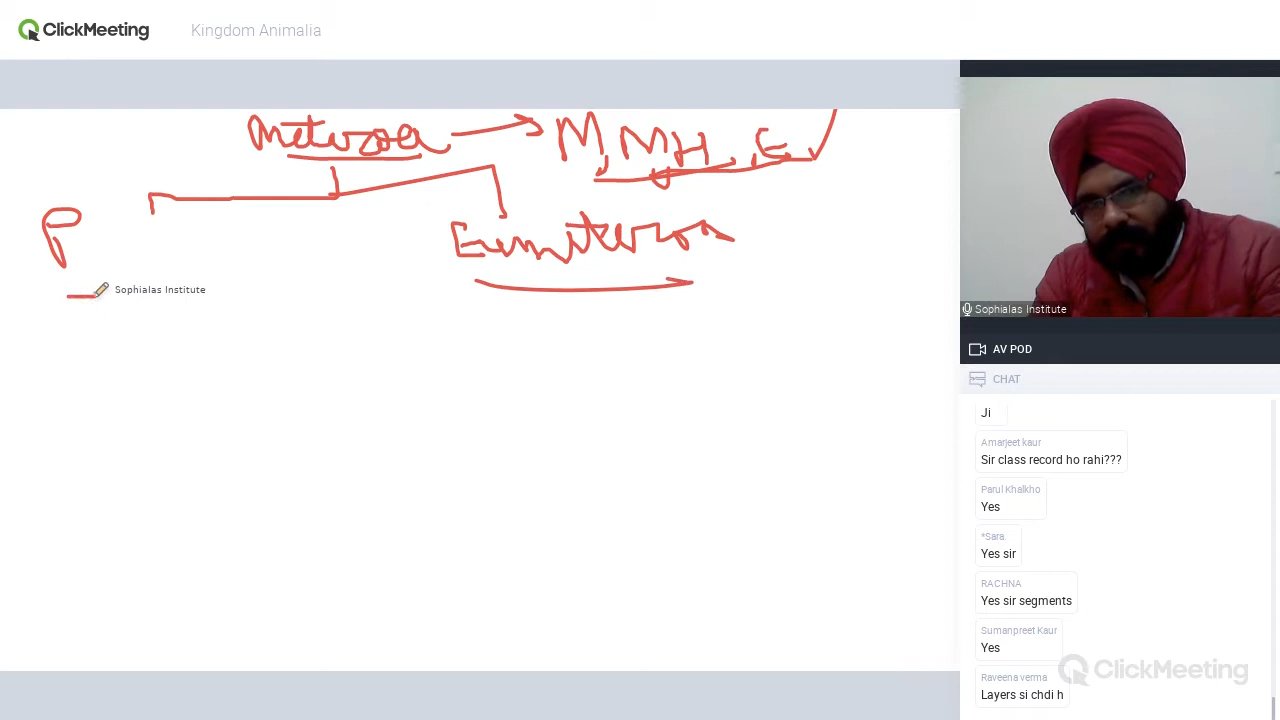 ClickMeeting
Kingdom Animalia
Metazoa → M, M, H, E,
P
Eumetazoa
Sophialas Institute
Sophialas Institute
AV POD
CHAT
Ji
Amarjeet kaur
Sir class record ho rahi???
Parul Khalkho
Yes
*Sara.
Yes sir
RACHNA
Yes sir segments
Sumanpreet Kaur
Yes
Raveena verma
Layers si chdi h
ClickMeeting